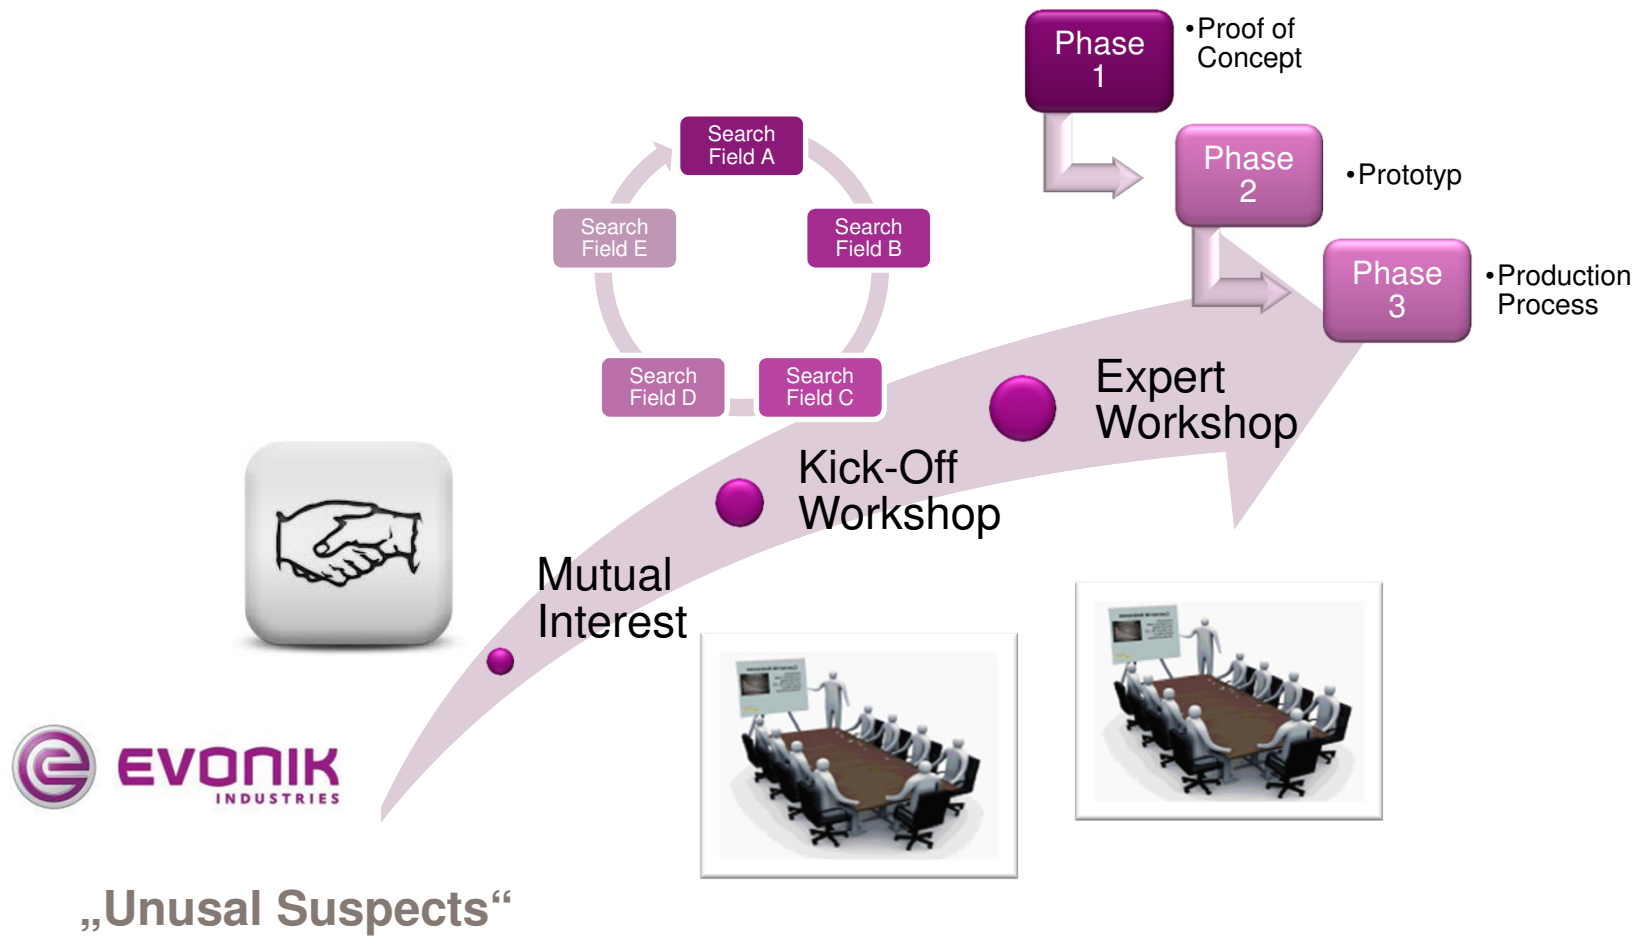 Phase
1
•Proof of
Concept
Search
Field A
Phase
2
•Prototyp
Search
Field E
Search
Field B
Phase
3
•Production
Process
Search
Field D
Search
Field C
Expert
Workshop
Kick-Off
Workshop
Mutual
Interest
EVONIK
INDUSTRIES
„Unusal Suspects“